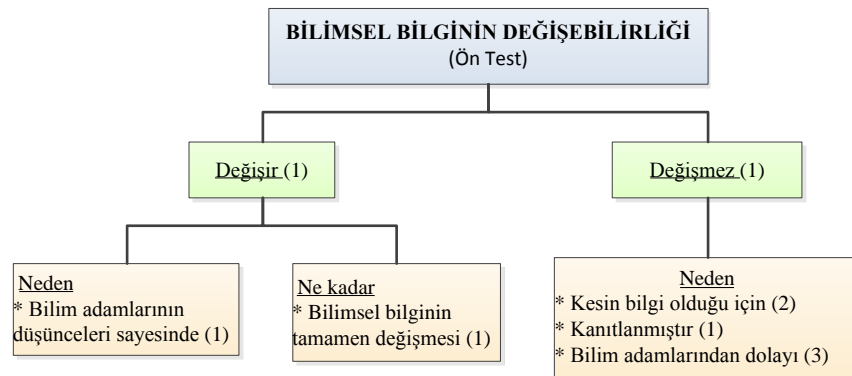 BİLİMSEL BİLGİNİN DEĞİŞEBİLİRLİĞİ
(Ön Test)
Değişir (1)
Değişmez (1)
Neden
* Bilim adamlarının
düşünceleri sayesinde (1)
Ne kadar
* Bilimsel bilginin
tamamen değişmesi (1)
Neden
* Kesin bilgi olduğu için (2)
* Kanıtlanmıştır (1)
* Bilim adamlarından dolayı (3)